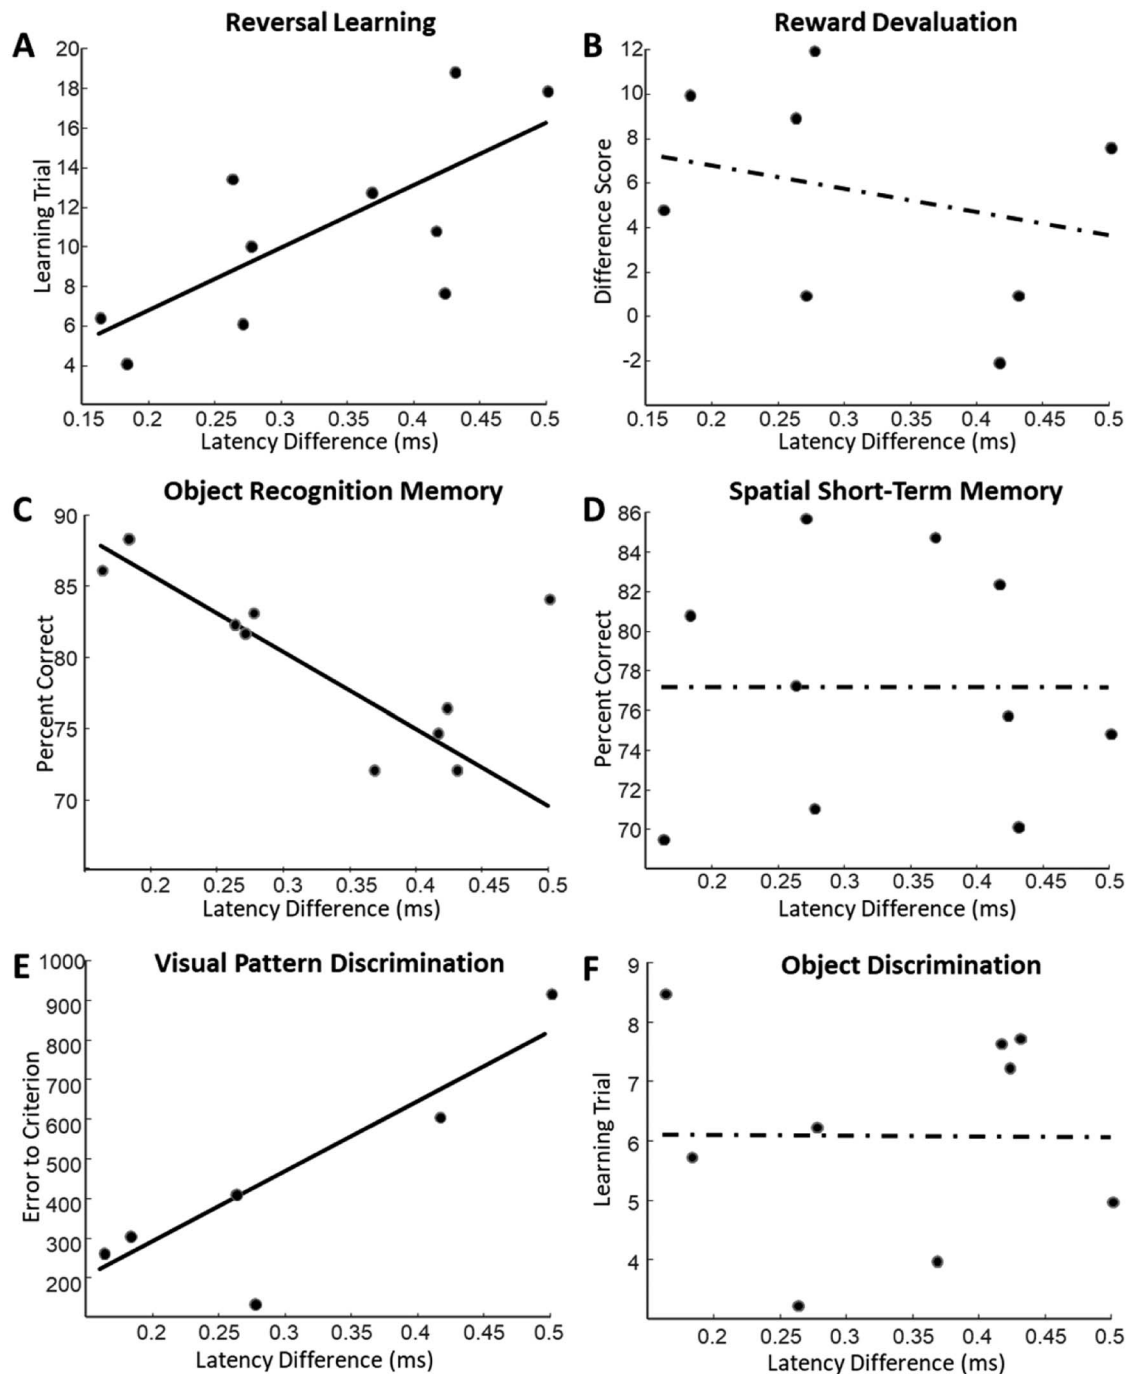 A
Reversal Learning
20
18
16
14
12
10
8
6
4
Learning Trial
0.15 0.2 0.25 0.3 0.35 0.4 0.45 0.5
Latency Difference (ms)
B
Reward Devaluation
12
10
8
6
4
2
0
-2
Difference Score
0.15 0.2 0.25 0.3 0.35 0.4 0.45 0.5
Latency Difference (ms)
C
Object Recognition Memory
90
85
80
75
70
Percent Correct
0.2 0.25 0.3 0.35 0.4 0.45 0.5
Latency Difference (ms)
D
Spatial Short-Term Memory
86
84
82
80
78
76
74
72
70
Percent Correct
0.2 0.25 0.3 0.35 0.4 0.45 0.5
Latency Difference (ms)
E
Visual Pattern Discrimination
1000
900
800
700
600
500
400
300
200
Error to Criterion
0.2 0.25 0.3 0.35 0.4 0.45 0.5
Latency Difference (ms)
F
Object Discrimination
9
8
7
6
5
4
Learning Trial
0.2 0.25 0.3 0.35 0.4 0.45 0.5
Latency Difference (ms)